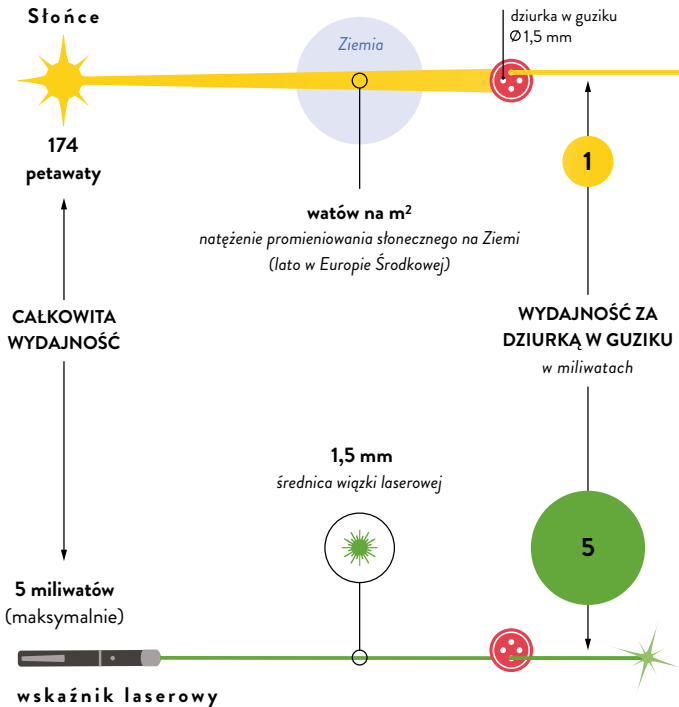 Słońce
dziurka w guziku
Ø 1,5 mm
Ziemia
174
petawaty
1
watów na m²
natężenie promieniowania słonecznego na Ziemi
(lato w Europie Środkowej)
CAŁKOWITA
WYDAJNOŚĆ
WYDAJNOŚĆ ZA
DZIURKĄ W GUZIKU
w miliwatach
1,5 mm
średnica wiązki laserowej
5
5 miliwatów
(maksymalnie)
wskaźnik laserowy